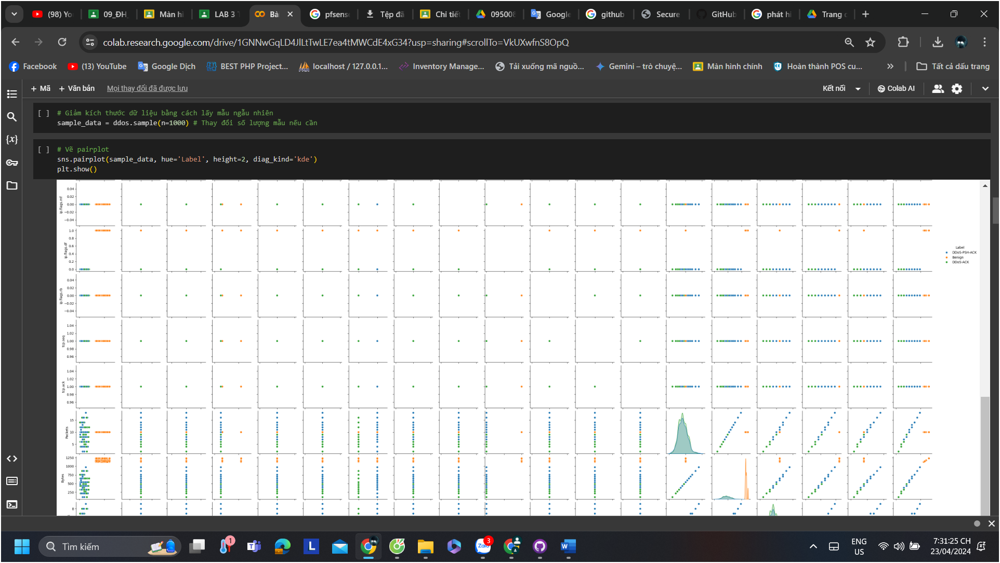 (98) Yo
09_ĐH_
Màn hì
LAB 3
Bài
pfsense
Tệp đã
Chi tiết
095008
Google
github
Secure
GitHub
phát hi
Trang c
colab.research.google.com/drive/1GNNwGqLD4JlLtTwLE7ea4tMWCdE4xG34?usp=sharing#scrollTo=VkUXwfnS8OpQ
Facebook
(13) YouTube
Google Dịch
BEST PHP Project...
localhost / 127.0.0.1...
Inventory Manage...
Tải xuống mã nguồ...
Gemini – trò chuyệ...
Màn hình chính
Hoàn thành POS cu...
Tất cả dấu trang
+ Mã + Văn bản Mọi thay đổi đã được lưu
Kết nối
Colab AI
[ ] # Giảm kích thước dữ liệu bằng cách lấy mẫu ngẫu nhiên
sample_data = ddos.sample(n=1000) # Thay đổi số lượng mẫu nếu cần
[ ] # Vẽ pairplot
sns.pairplot(sample_data, hue='Label', height=2, diag_kind='kde')
plt.show()
ip.flags.mf
0.04
0.02
0.00
−0.02
−0.04
ip.flags.df
1.0
0.8
0.6
0.4
0.2
0.0
ip.flags.rb
0.04
0.02
0.00
−0.02
−0.04
tcp.seq
1.04
1.02
1.00
0.98
0.96
tcp.ack
1.04
1.02
1.00
0.98
0.96
Packets
15
10
5
Bytes
1250
1000
750
500
250
8
Label
DDoS-PSH-ACK
Benign
DDoS-ACK
Tìm kiếm
1
L
Zalo
3
ENG
US
7:31:25 CH
23/04/2024